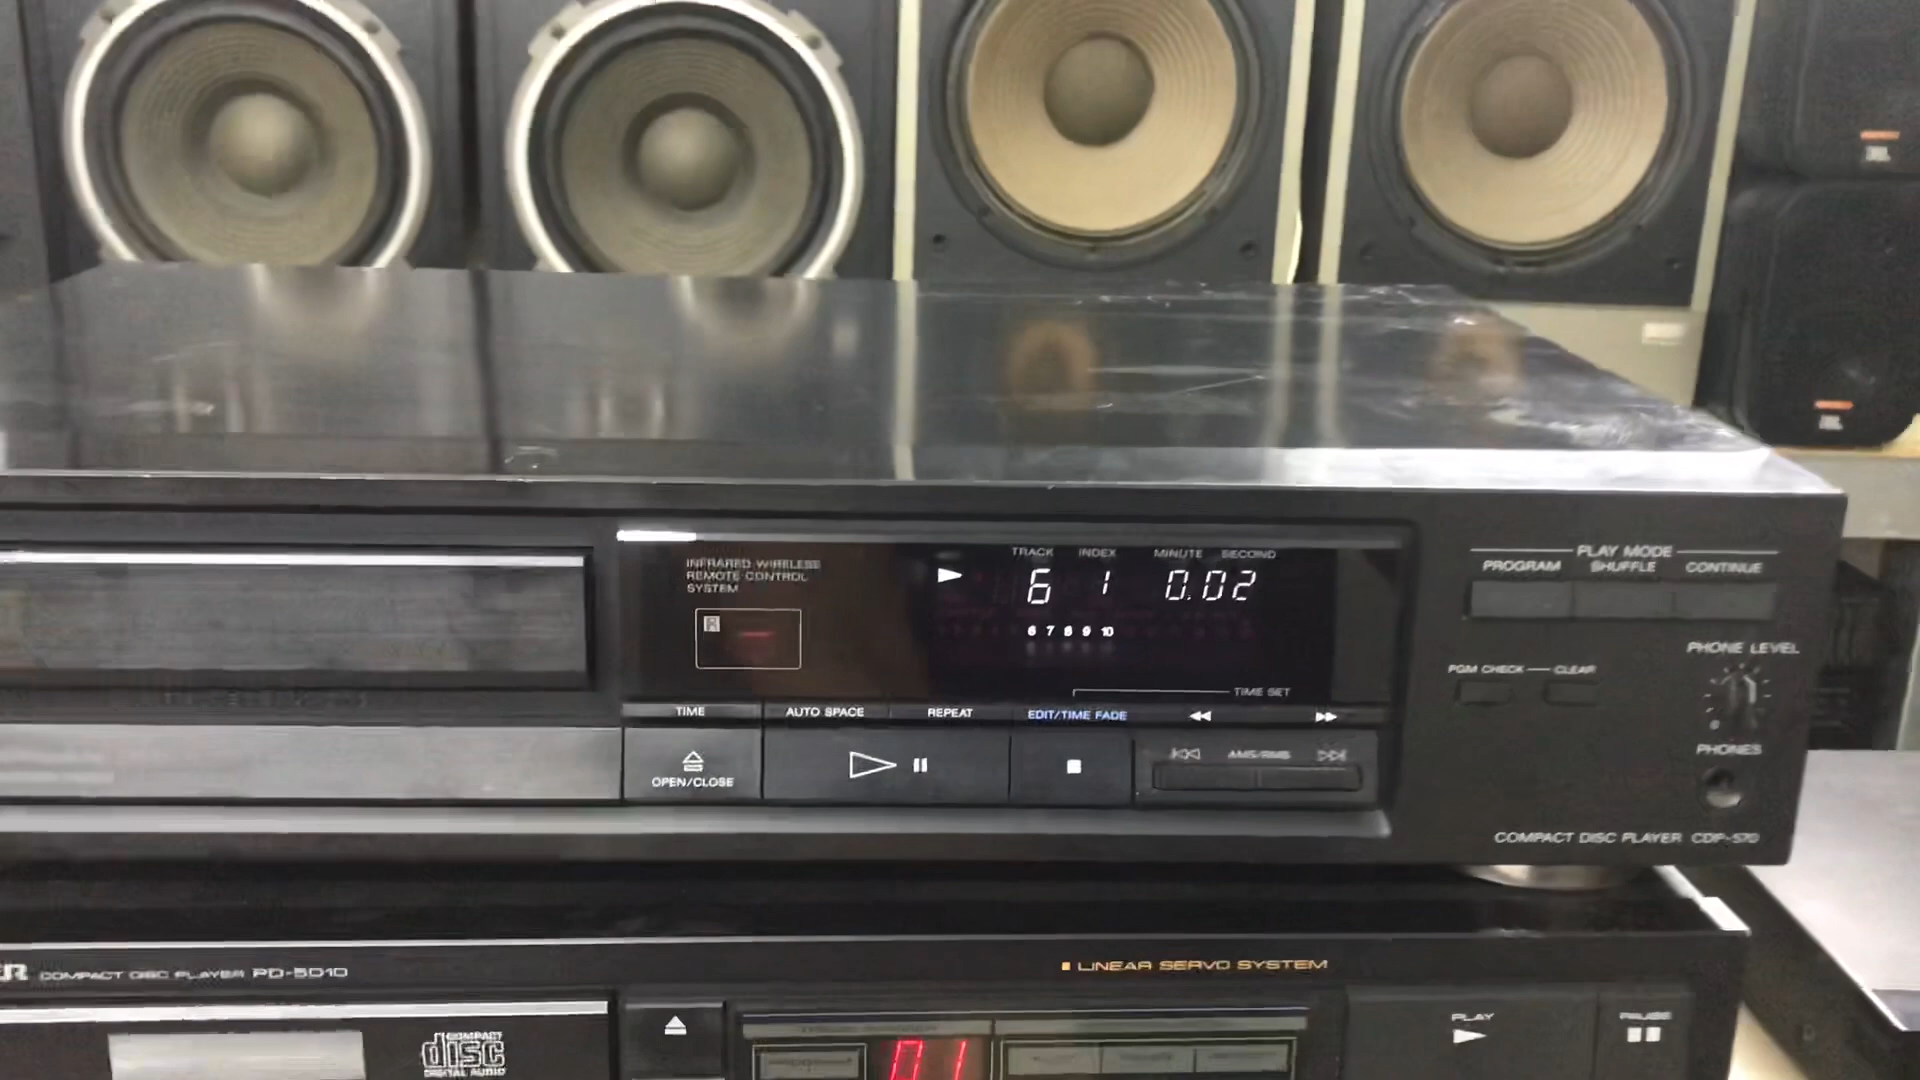 JBL
JBL
INFRARED WIRELESS
REMOTE CONTROL
SYSTEM
R
TRACK INDEX MINUTE SECOND
6 1 0.02
6 7 8 9 10
TIME SET
TIME AUTO SPACE REPEAT EDIT/TIME FADE
OPEN/CLOSE
AMS/RMS
PLAY MODE
PROGRAM SHUFFLE CONTINUE
PGM CHECK CLEAR
PHONE LEVEL
PHONES
COMPACT DISC PLAYER CDP-570
COMPACT DISC PLAYER PD-5010
LINEAR SERVO SYSTEM
COMPACT
disc
DIGITAL AUDIO
01
PLAY
PAUSE